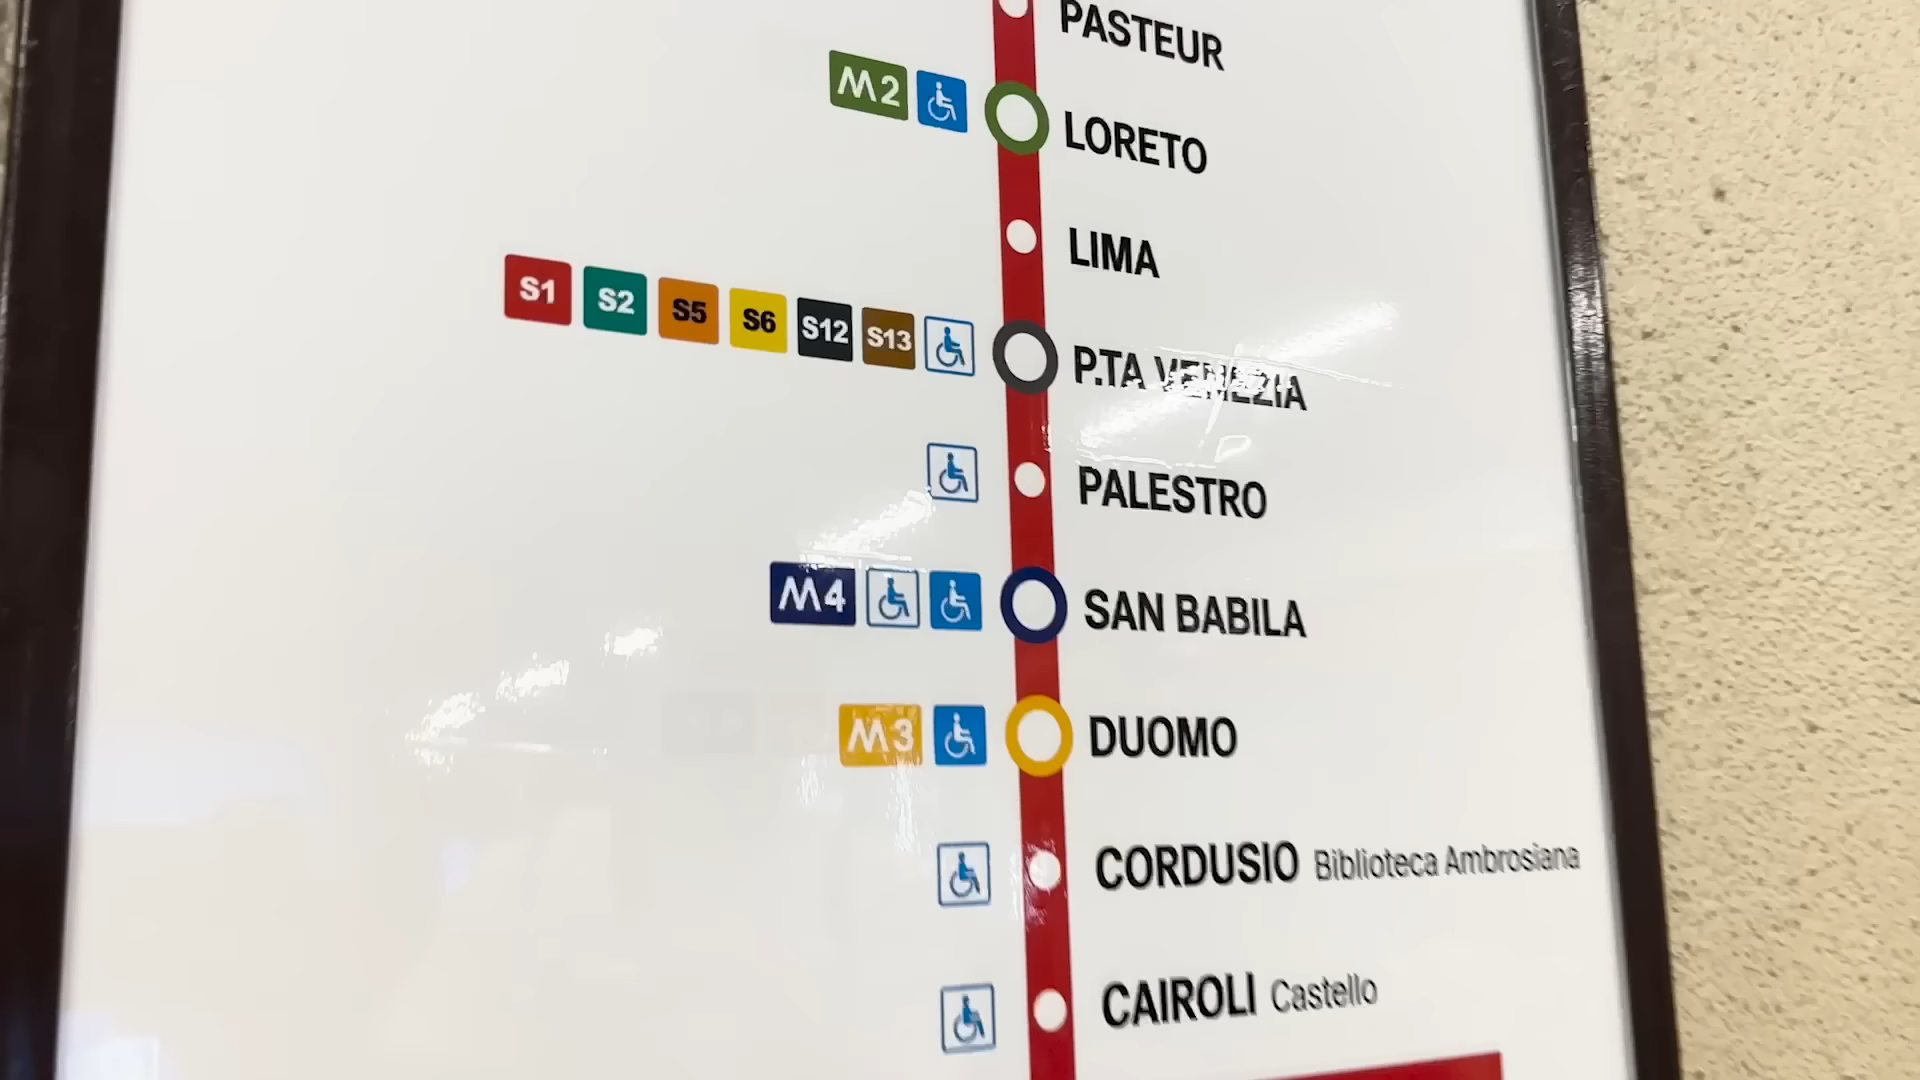 PASTEUR
M2 LORETO
LIMA
S1 S2 S5 S6 S12 S13 P.TA VENEZIA
PALESTRO
M4 SAN BABILA
M3 DUOMO
CORDUSIO Biblioteca Ambrosiana
CAIROLI Castello